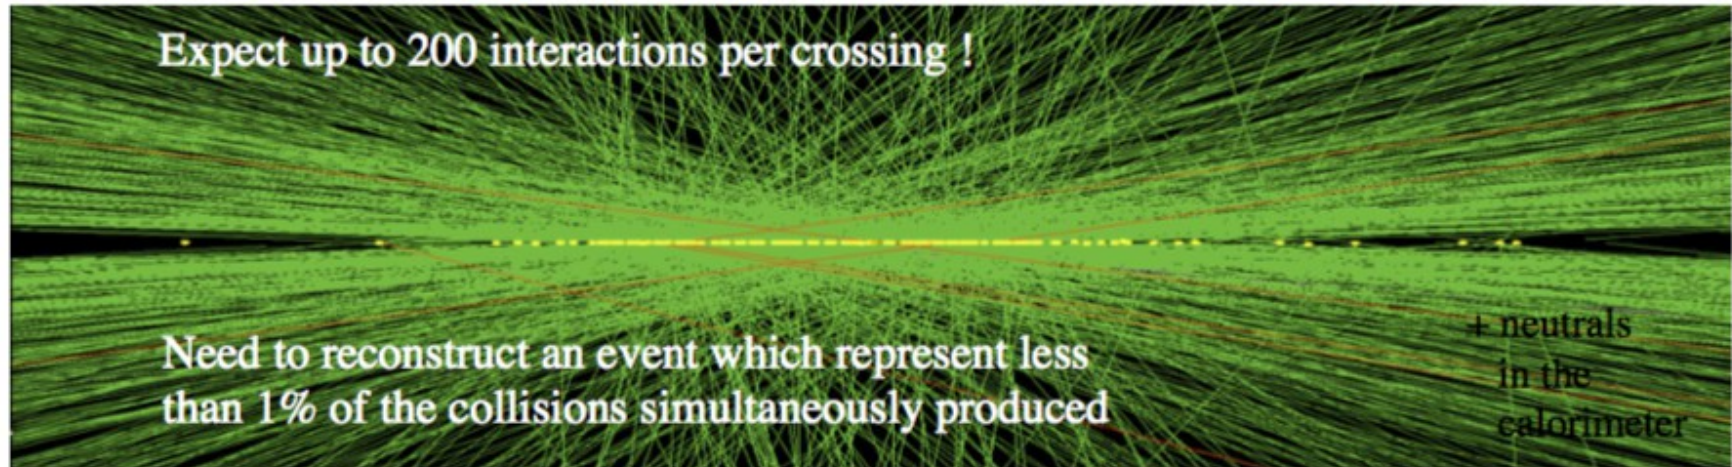 Expect up to 200 interactions per crossing !
Need to reconstruct an event which represent less
than 1% of the collisions simultaneously produced
+ neutrals
in the
calorimeter